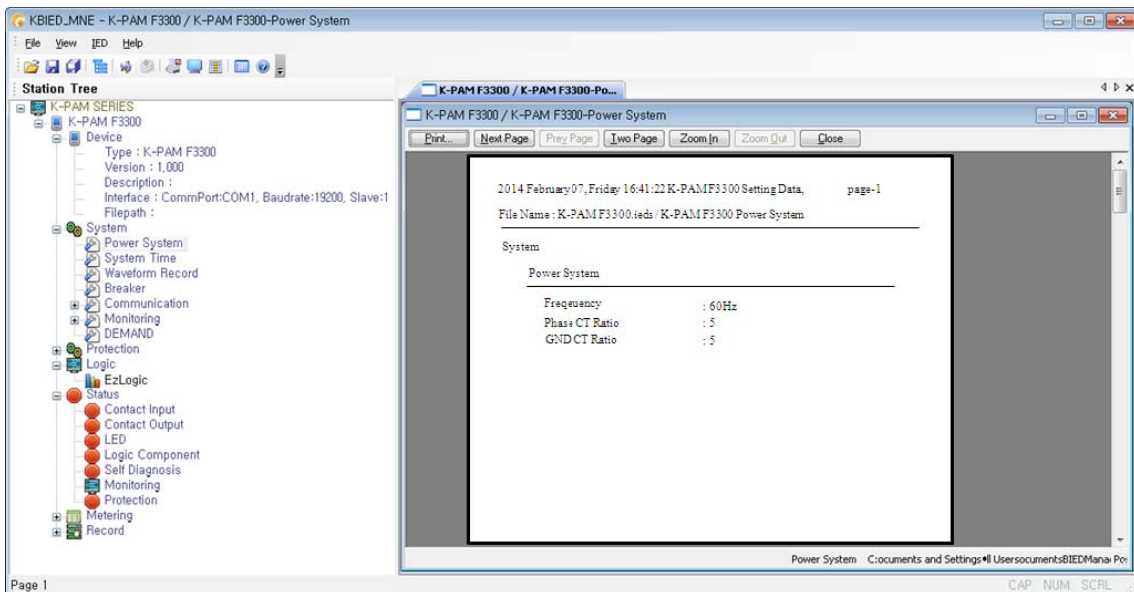 KBIED_MNE - K-PAM F3300 / K-PAM F3300-Power System
File View IED Help
Station Tree
K-PAM SERIES
K-PAM F3300
Device
Type : K-PAM F3300
Version : 1,000
Description :
Interface : CommPort:COM1, Baudrate:19200, Slave:1
Filepath :
System
Power System
System Time
Waveform Record
Breaker
Communication
Monitoring
DEMAND
Protection
Logic
EzLogic
Status
Contact Input
Contact Output
LED
Logic Component
Self Diagnosis
Monitoring
Protection
Metering
Record
K-PAM F3300 / K-PAM F3300-Po...
K-PAM F3300 / K-PAM F3300-Power System
Print... Next Page Prev Page Two Page Zoom In Zoom Out Close
2014 February 07, Friday 16:41:22 K-PAM F3300 Setting Data, page-1
File Name : K-PAM F3300.ieds / K-PAM F3300 Power System
System
Power System
Freqeuency : 60Hz
Phase CT Ratio : 5
GND CT Ratio : 5
Power System C:ocuments and Settings•ll UsersocumentsBIEDMana Po
Page 1
CAP NUM SCRL